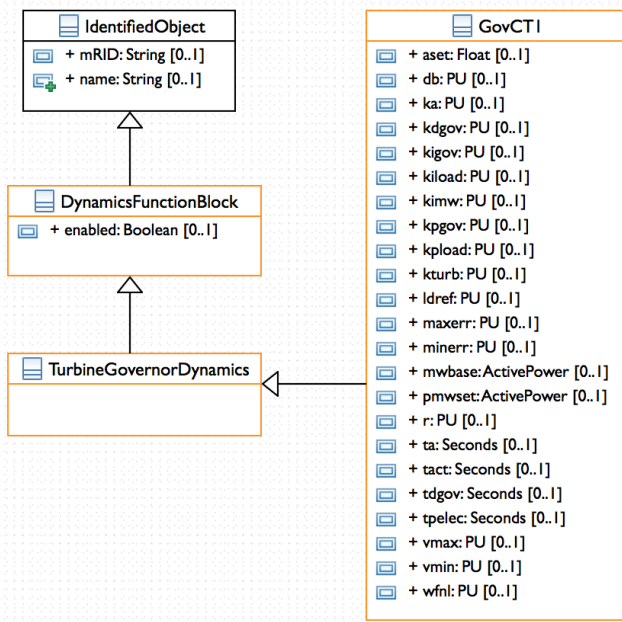 IdentifiedObject
+ mRID: String [0..1]
+ name: String [0..1]
DynamicsFunctionBlock
+ enabled: Boolean [0..1]
TurbineGovernorDynamics
GovCT1
+ aset: Float [0..1]
+ db: PU [0..1]
+ ka: PU [0..1]
+ kdgov: PU [0..1]
+ kigov: PU [0..1]
+ kiload: PU [0..1]
+ kimw: PU [0..1]
+ kpgov: PU [0..1]
+ kpload: PU [0..1]
+ kturb: PU [0..1]
+ ldref: PU [0..1]
+ maxerr: PU [0..1]
+ minerr: PU [0..1]
+ mwbase:ActivePower [0..1]
+ pmwset:ActivePower [0..1]
+ r: PU [0..1]
+ ta: Seconds [0..1]
+ tact: Seconds [0..1]
+ tdgov: Seconds [0..1]
+ tpelec: Seconds [0..1]
+ vmax: PU [0..1]
+ vmin: PU [0..1]
+ wfnl: PU [0..1]